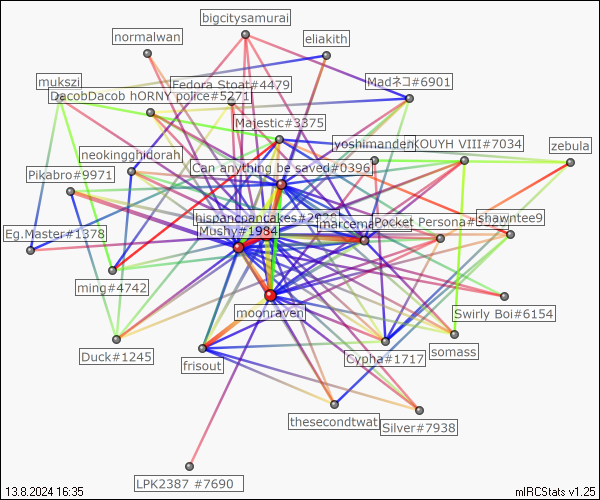 bigcitysamurai
normalwan
eliakith
mukszi
Fedora Stoat#4479
Madネコ#6901
DacobDacob hORNY police#5271
Majestic#3375
yoshimanden
KOUYH VIII#7034
zebula
neokingghidorah
Can anything be saved#0396
Pikabro#9971
hispancpancakes#2928
marcema
Pocket Persona#
shawntee9
Mushy#1984
Eg.Master#1378
ming#4742
moonraven
Swirly Boi#6154
Duck#1245
frisout
Cypha#1717
somass
thesecondtwat
Silver#7938
LPK2387 #7690
13.8.2024 16:35
mIRCStats v1.25